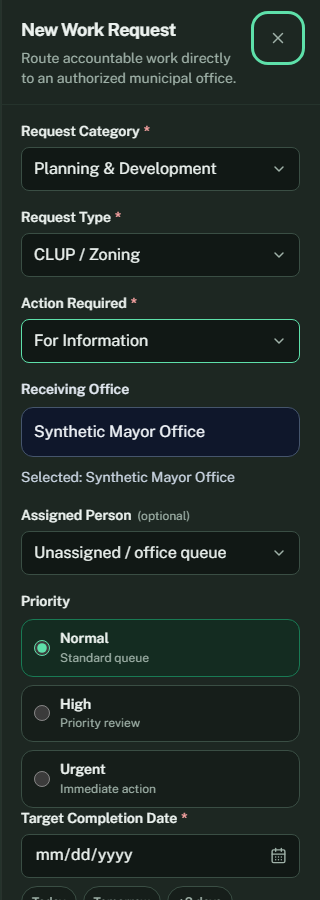 New Work Request
Route accountable work directly
to an authorized municipal office.
Request Category *
Planning & Development
Request Type *
CLUP / Zoning
Action Required *
For Information
Receiving Office
Synthetic Mayor Office
Selected: Synthetic Mayor Office
Assigned Person (optional)
Unassigned / office queue
Priority
Normal
Standard queue
High
Priority review
Urgent
Immediate action
Target Completion Date *
mm/dd/yyyy